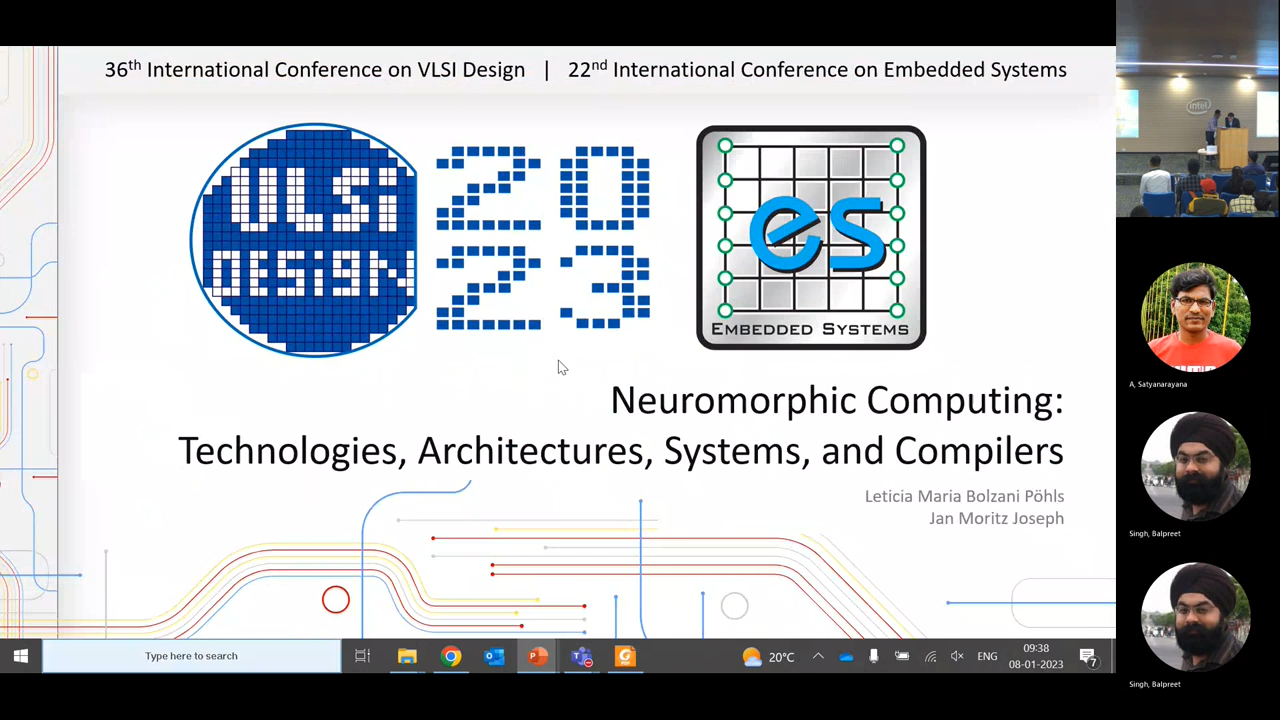 36th International Conference on VLSI Design | 22nd International Conference on Embedded Systems
VLSi
DESIGN
20
23
es
EMBEDDED SYSTEMS
Neuromorphic Computing:
Technologies, Architectures, Systems, and Compilers
Leticia Maria Bolzani Pöhls
Jan Moritz Joseph
Type here to search
20°C
ENG
09:38
08-01-2023
7
intel
A, Satyanarayana
Singh, Balpreet
Singh, Balpreet